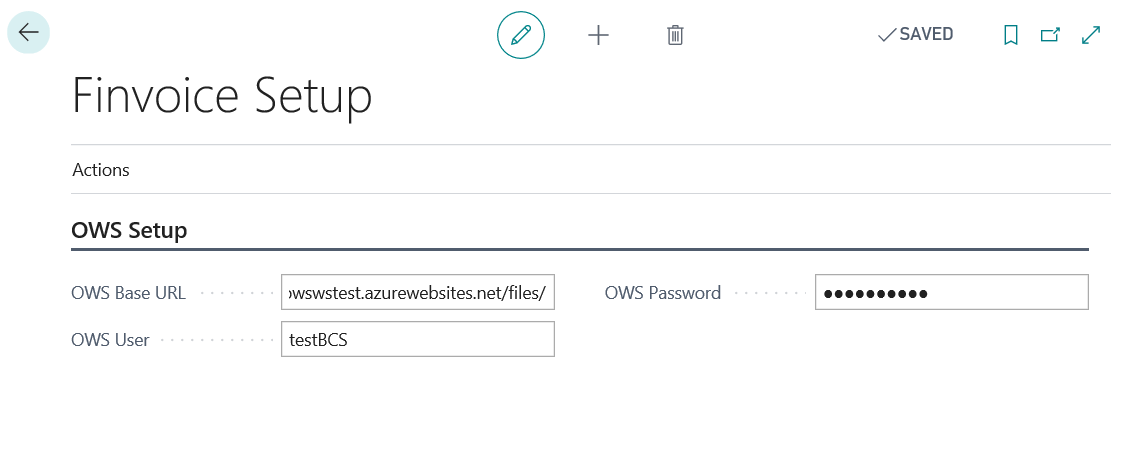 SAVED
Finvoice Setup
Actions
OWS Setup
OWS Base URL wswstest.azurewebsites.net/files/ OWS Password ●●●●●●●●●●
OWS User testBCS